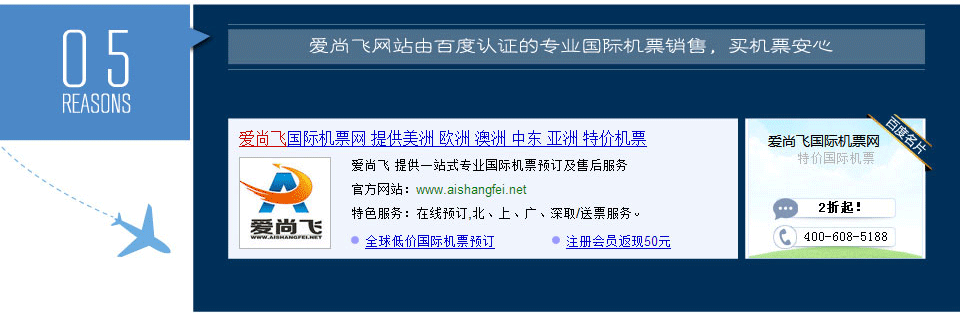 05
REASONS
爱尚飞网站由百度认证的专业国际机票销售，买机票安心
爱尚飞国际机票网 提供美洲 欧洲 澳洲 中东 亚洲 特价机票
爱尚飞 提供一站式专业国际机票预订及售后服务
官方网站：www.aishangfei.net
特色服务：在线预订,北、上、广、深取/送票服务。
全球低价国际机票预订
注册会员返现50元
爱尚飞
WWW.AISHANGFEI.NET
百度名片
爱尚飞国际机票网
特价国际机票
2折起！
400-608-5188